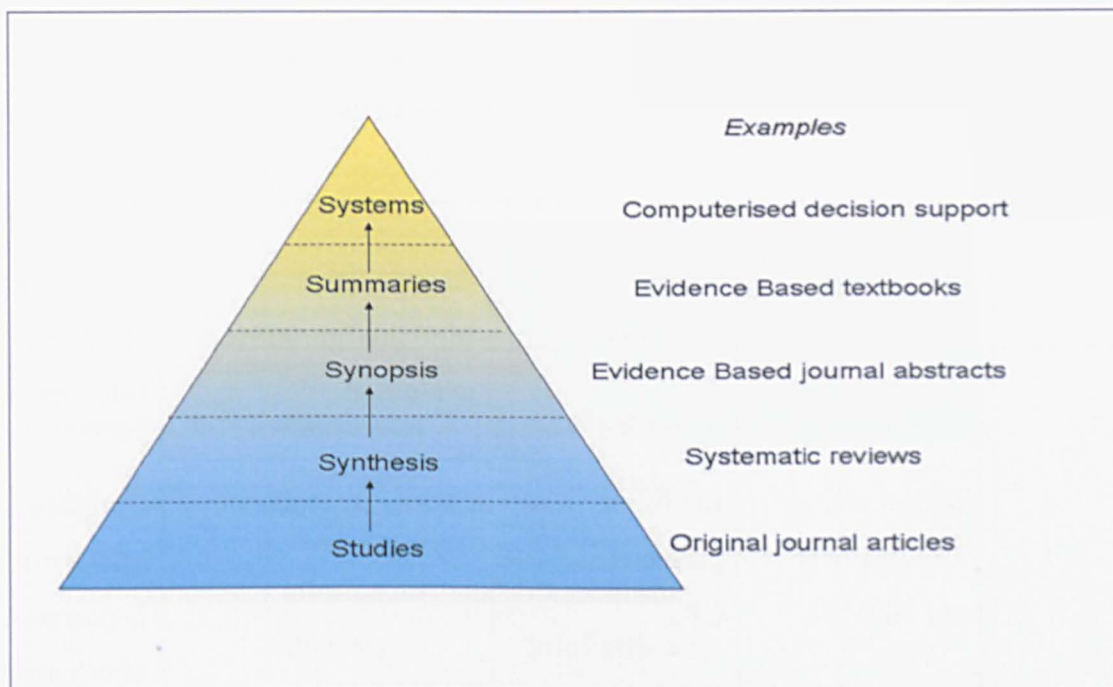 Examples
Systems
Computerised decision support
Summaries
Evidence Based textbooks
Synopsis
Evidence Based journal abstracts
Synthesis
Systematic reviews
Studies
Original journal articles